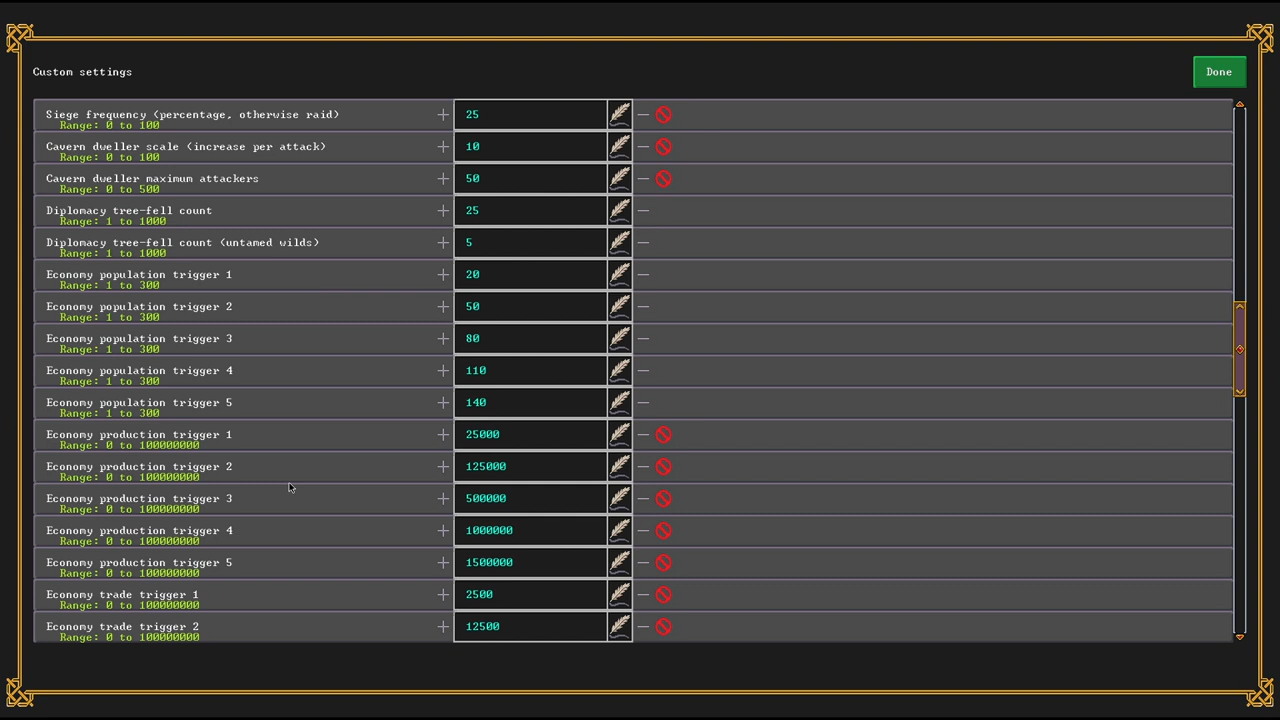 Custom settings
Done
Siege frequency (percentage, otherwise raid)
25
Range: 0 to 100
Cavern dweller scale (increase per attack)
10
Range: 0 to 100
Cavern dweller maximum attackers
50
Range: 0 to 500
Diplomacy tree-fell count
25
Range: 1 to 1000
Diplomacy tree-fell count (untamed wilds)
5
Range: 1 to 1000
Economy population trigger 1
20
Range: 1 to 300
Economy population trigger 2
50
Range: 1 to 300
Economy population trigger 3
80
Range: 1 to 300
Economy population trigger 4
110
Range: 1 to 300
Economy population trigger 5
140
Range: 1 to 300
Economy production trigger 1
25000
Range: 0 to 100000000
Economy production trigger 2
125000
Range: 0 to 100000000
Economy production trigger 3
500000
Range: 0 to 100000000
Economy production trigger 4
1000000
Range: 0 to 100000000
Economy production trigger 5
1500000
Range: 0 to 100000000
Economy trade trigger 1
2500
Range: 0 to 100000000
Economy trade trigger 2
12500
Range: 0 to 100000000